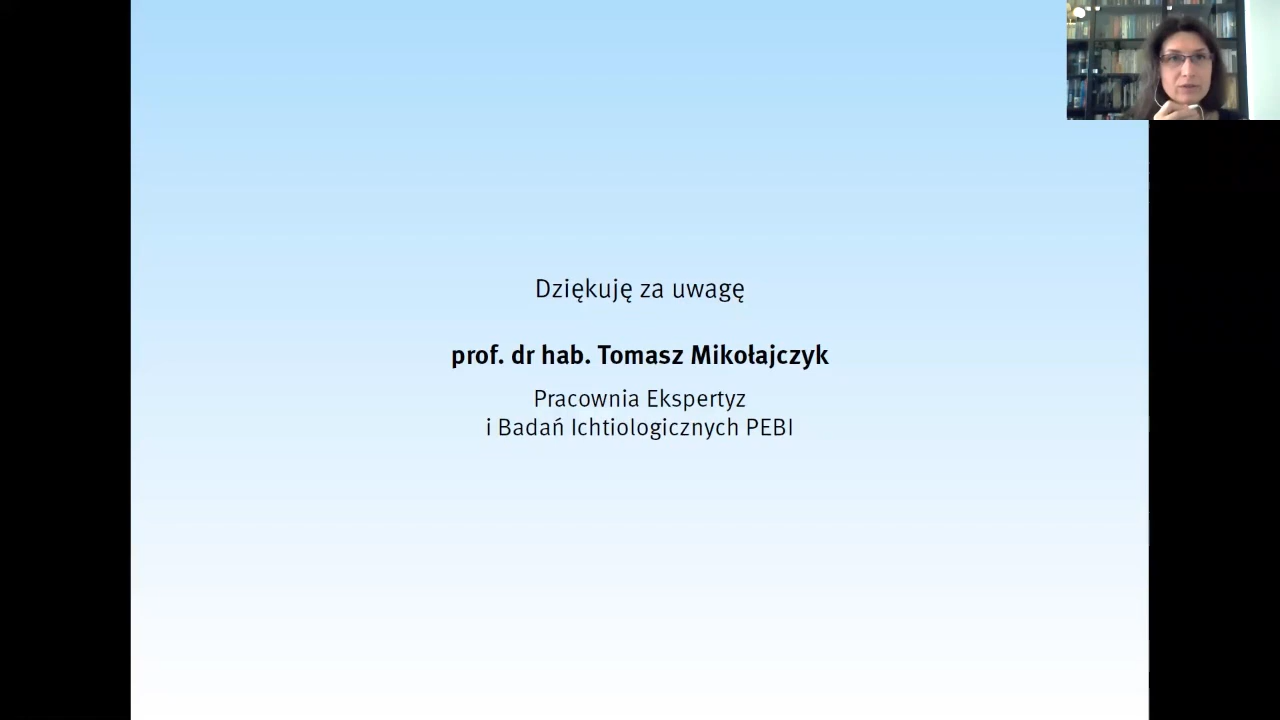 Dziękuję za uwagę
prof. dr hab. Tomasz Mikołajczyk
Pracownia Ekspertyz
i Badań Ichtiologicznych PEBI